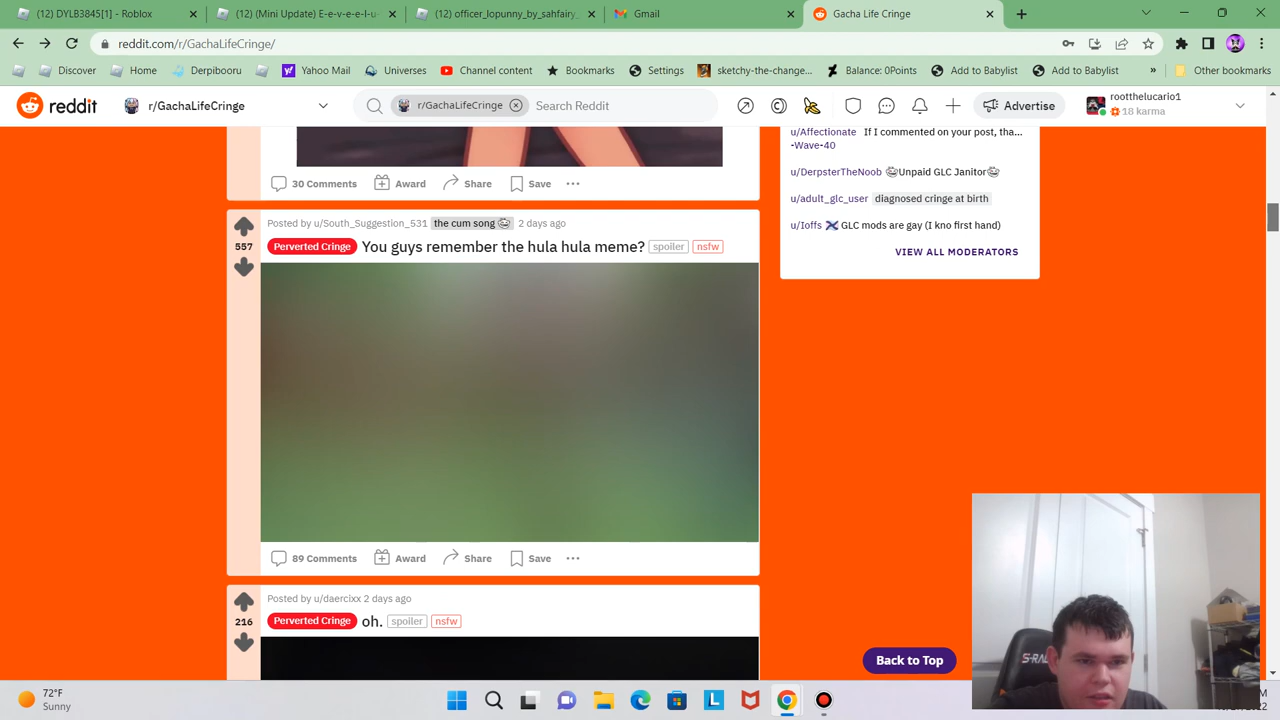 (12) DYLB3845[1] - Roblox
(12) (Mini Update) E-e-v-e-e-l-u-
(12) officer_lopunny_by_sahfairy_
Gmail
Gacha Life Cringe
reddit.com/r/GachaLifeCringe/
Discover
Home
Derpibooru
Yahoo Mail
Universes
Channel content
Bookmarks
Settings
sketchy-the-change...
Balance: 0Points
Add to Babylist
Add to Babylist
»
Other bookmarks
reddit
r/GachaLifeCringe
r/GachaLifeCringe
Search Reddit
Advertise
rootthelucario1
18 karma
u/Affectionate If I commented on your post, tha...
-Wave-40
u/DerpsterTheNoob Unpaid GLC Janitor
u/adult_glc_user diagnosed cringe at birth
u/Ioffs GLC mods are gay (I kno first hand)
VIEW ALL MODERATORS
30 Comments Award Share Save
557
Posted by u/South_Suggestion_531 the cum song 2 days ago
Perverted Cringe You guys remember the hula hula meme? spoiler nsfw
89 Comments Award Share Save
216
Posted by u/daercixx 2 days ago
Perverted Cringe oh. spoiler nsfw
Back to Top
S-RA
72°F
Sunny